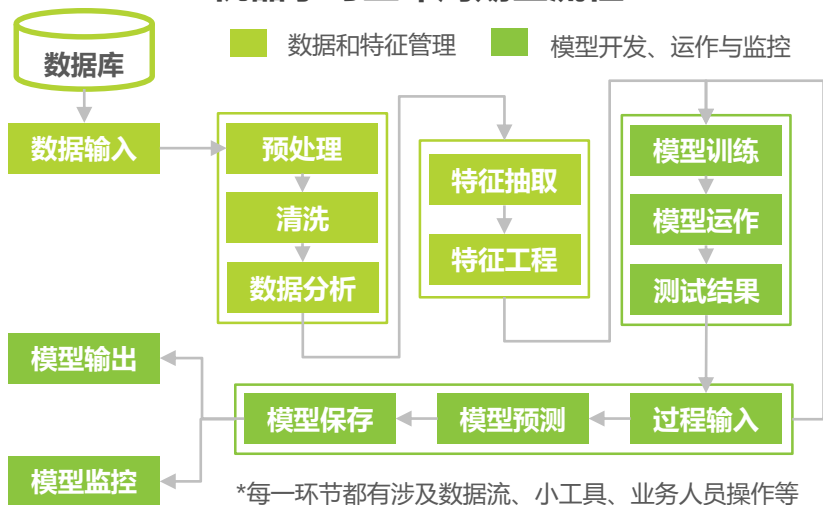 数据和特征管理
模型开发、运作与监控
数据库
数据输入
预处理
清洗
数据分析
特征抽取
特征工程
模型训练
模型运作
测试结果
模型输出
模型保存
模型预测
过程输入
模型监控
*每一环节都有涉及数据流、小工具、业务人员操作等